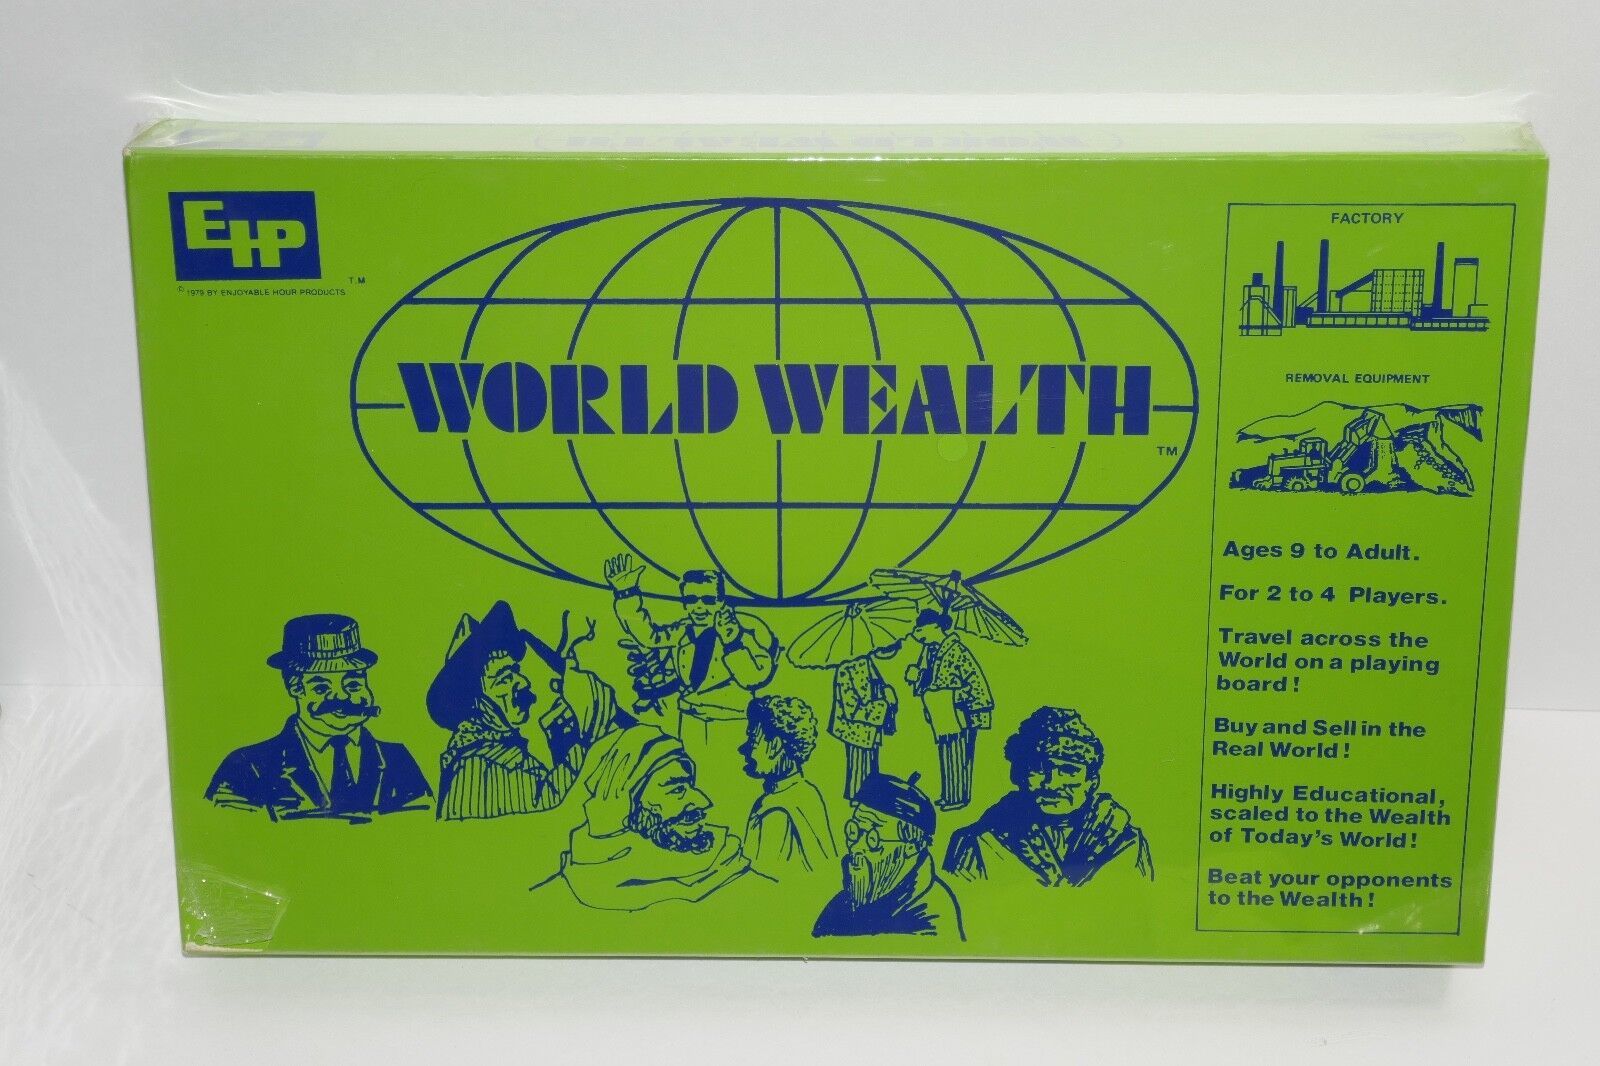 WORLD WEALTH
EHP
T.M
© 1979 BY ENJOYABLE HOUR PRODUCTS
WORLD WEALTH
TM
FACTORY
REMOVAL EQUIPMENT
Ages 9 to Adult.
For 2 to 4 Players.
Travel across the
World on a playing
board!
Buy and Sell in the
Real World!
Highly Educational,
scaled to the Wealth
of Today's World!
Beat your opponents
to the Wealth!